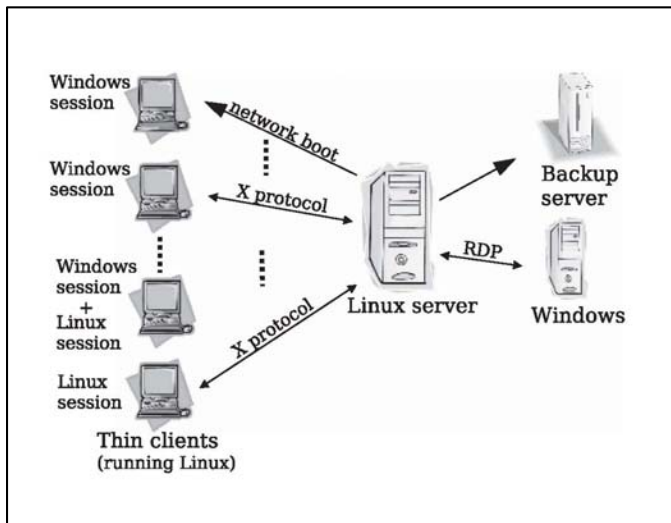 Windows
session
network boot
Windows
session
X protocol
Windows
session
+
Linux
session
X protocol
Linux
session
Thin clients
(running Linux)
Linux server
RDP
Backup
server
Windows